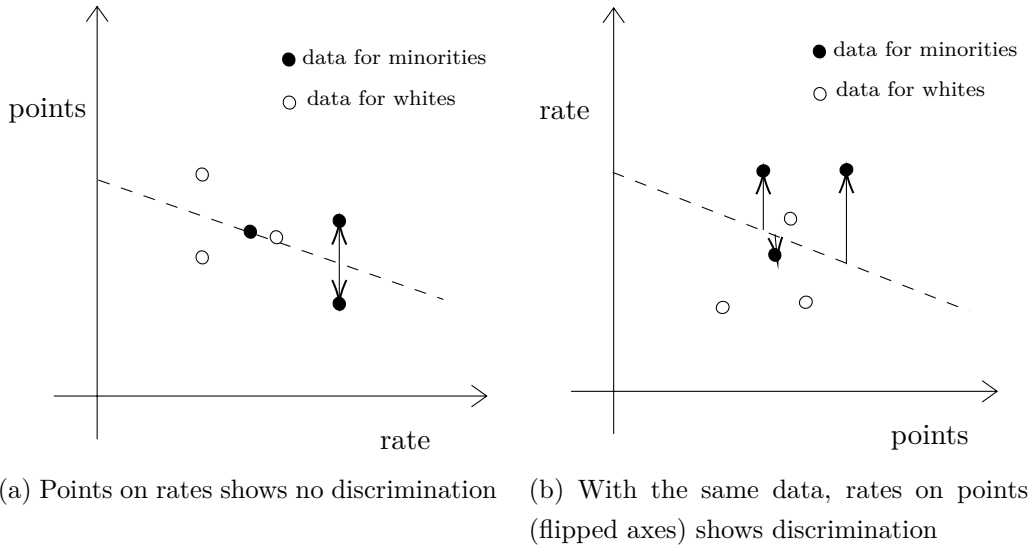 points
data for minorities
data for whites
rate
(a) Points on rates shows no discrimination
rate
data for minorities
data for whites
points
(b) With the same data, rates on points
(flipped axes) shows discrimination